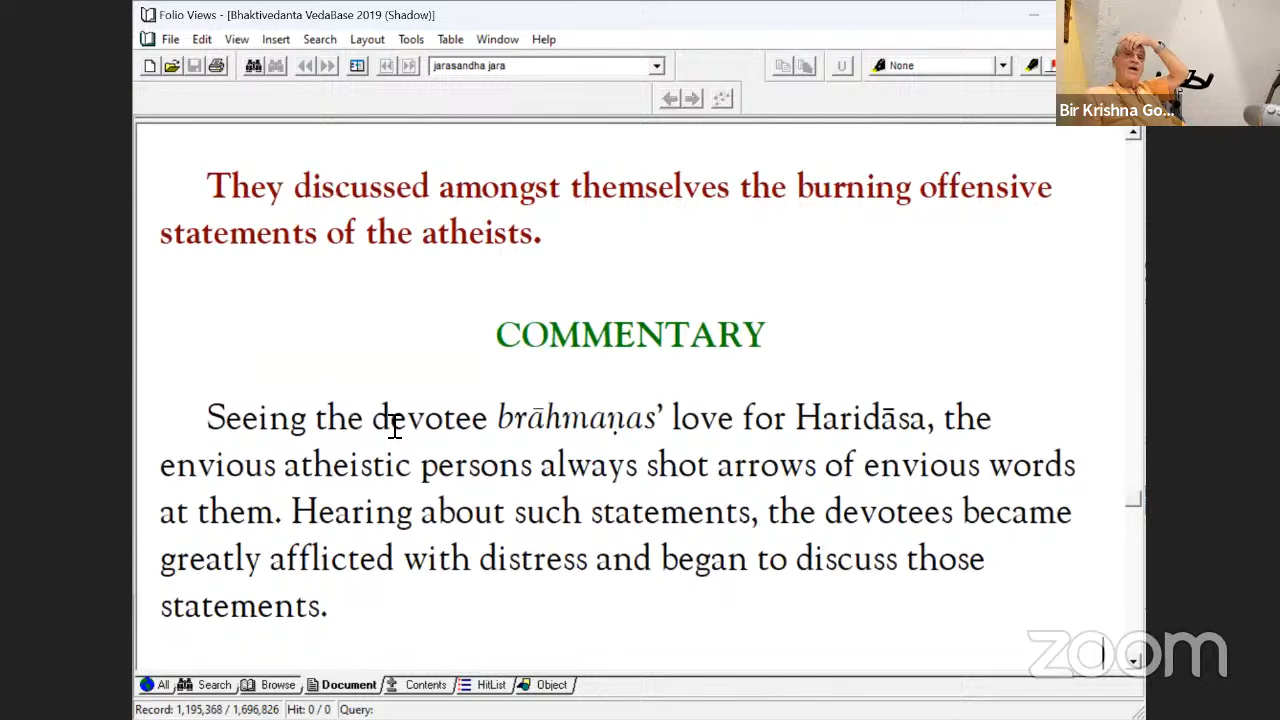 Folio Views - [Bhaktivedanta VedaBase 2019 (Shadow)]
File Edit View Insert Search Layout Tools Table Window Help
jarasandha jara
U
None
Bir Krishna Go...
They discussed amongst themselves the burning offensive
statements of the atheists.
COMMENTARY
Seeing the devotee brāhmaṇas’ love for Haridāsa, the
envious atheistic persons always shot arrows of envious words
at them. Hearing about such statements, the devotees became
greatly afflicted with distress and began to discuss those
statements.
zoom
All Search Browse Document Contents HitList Object
Record: 1,195,368 / 1,696,826 Hit: 0 / 0 Query: